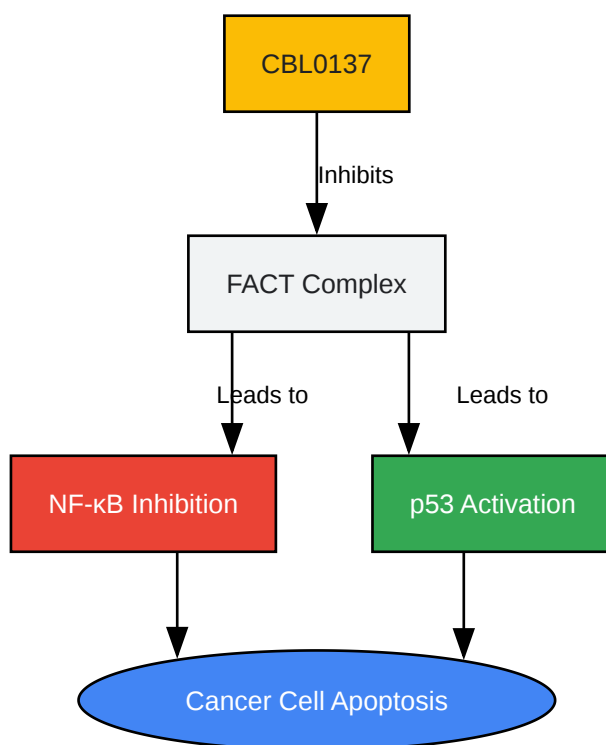 CBL0137
Inhibits
FACT Complex
Leads to
Leads to
NF-κB Inhibition
p53 Activation
Cancer Cell Apoptosis